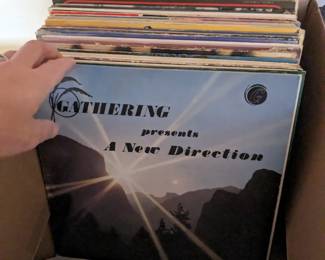 GATHERING
presents
A New Direction